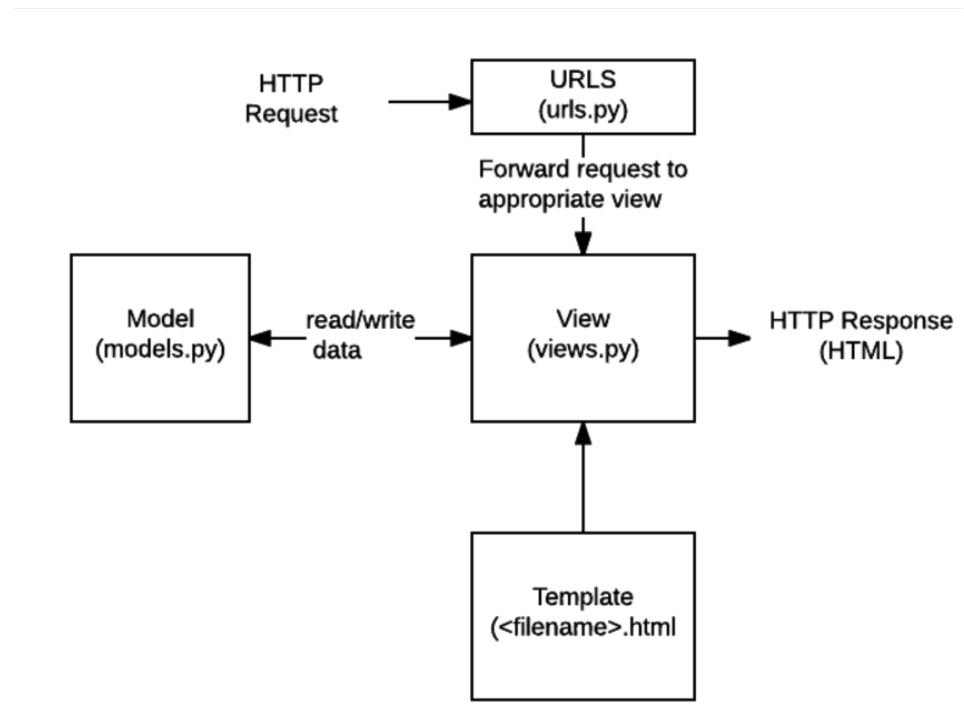 HTTP
Request
URLS
(urls.py)
Forward request to
appropriate view
Model
(models.py)
read/write
data
View
(views.py)
HTTP Response
(HTML)
Template
(<filename>.html